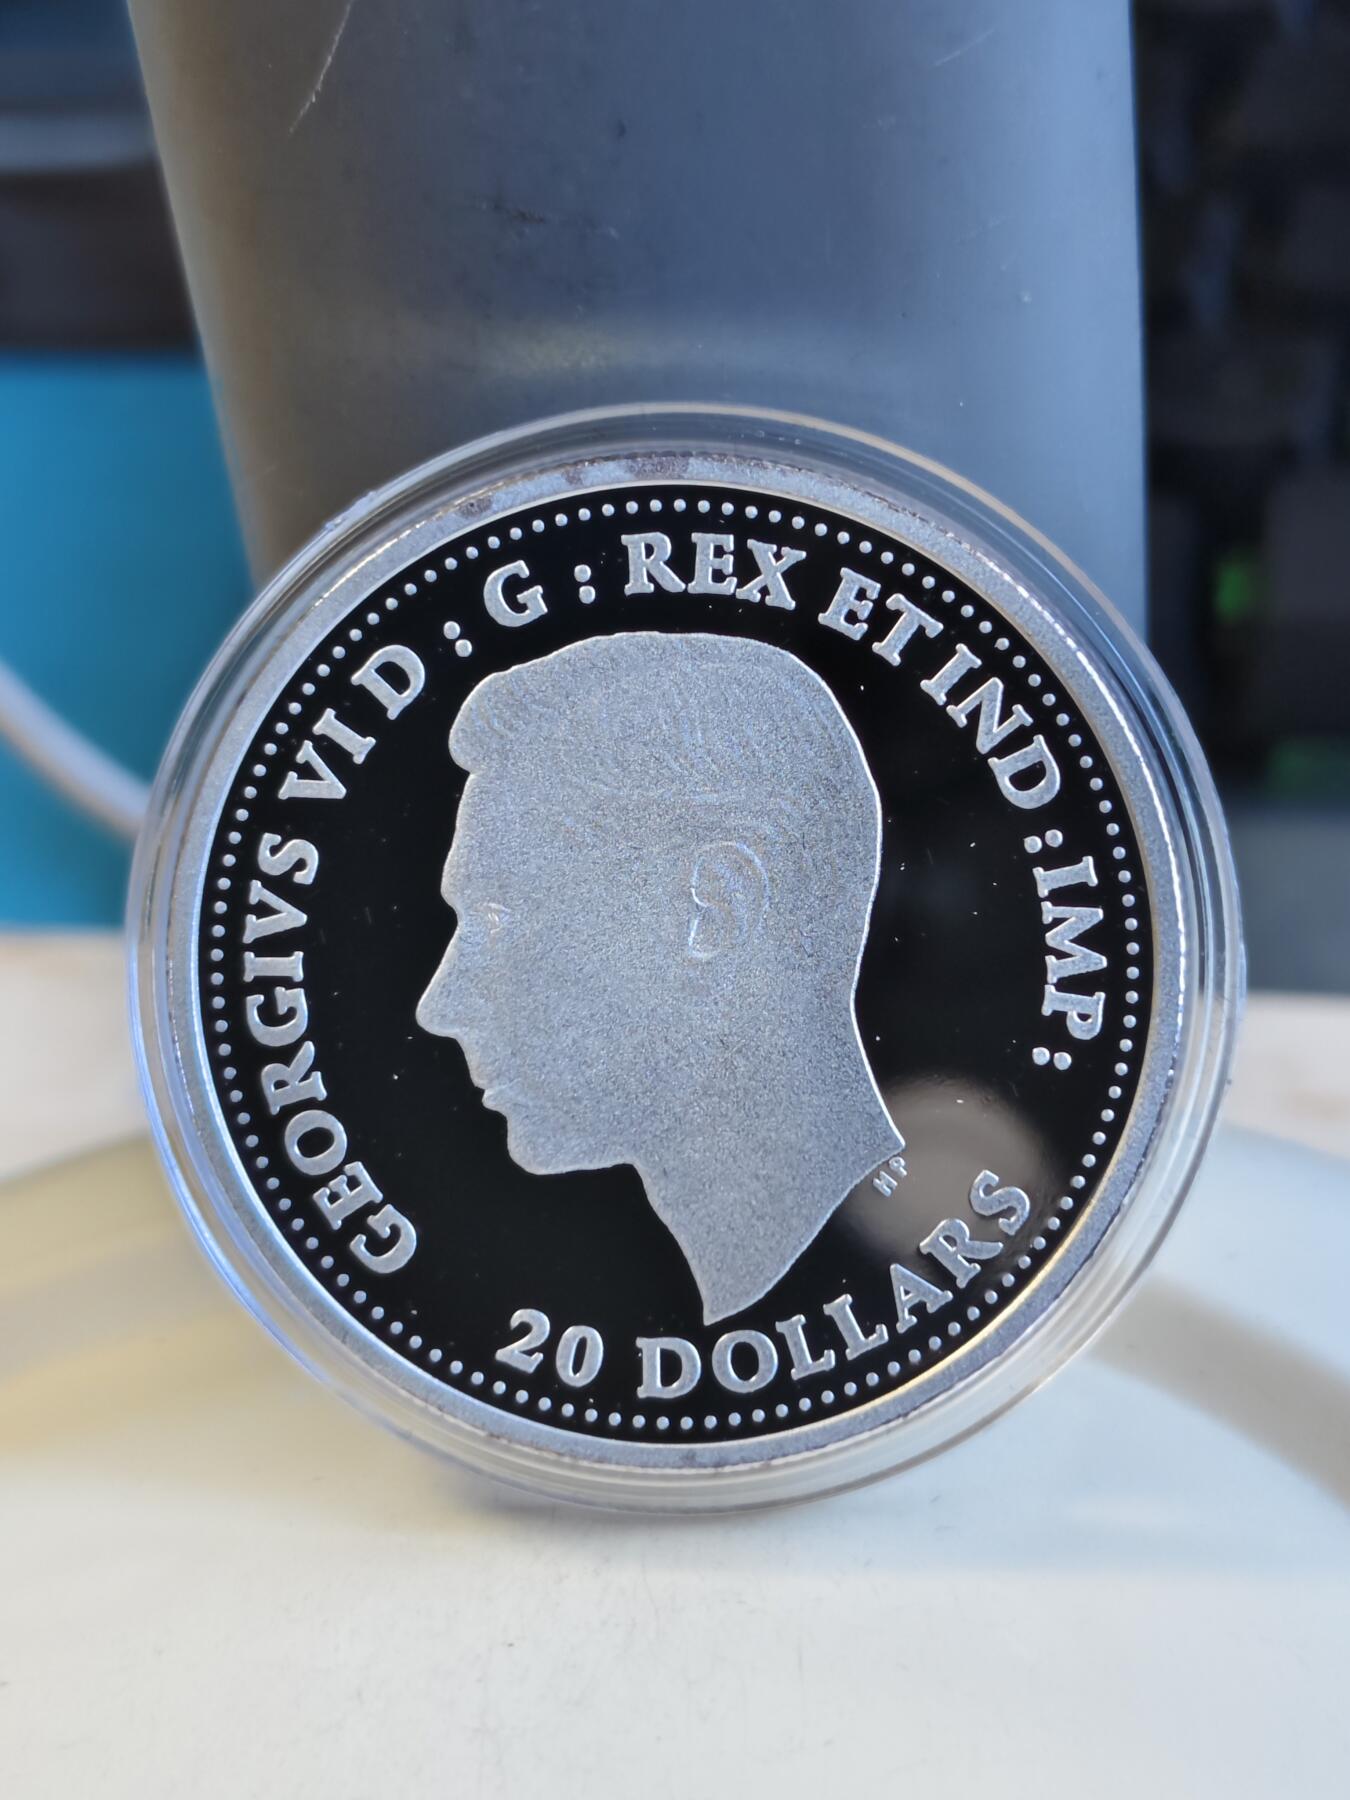 GEORGIVS VI D : G : REX ET IND : IMP :
HP
20 DOLLARS